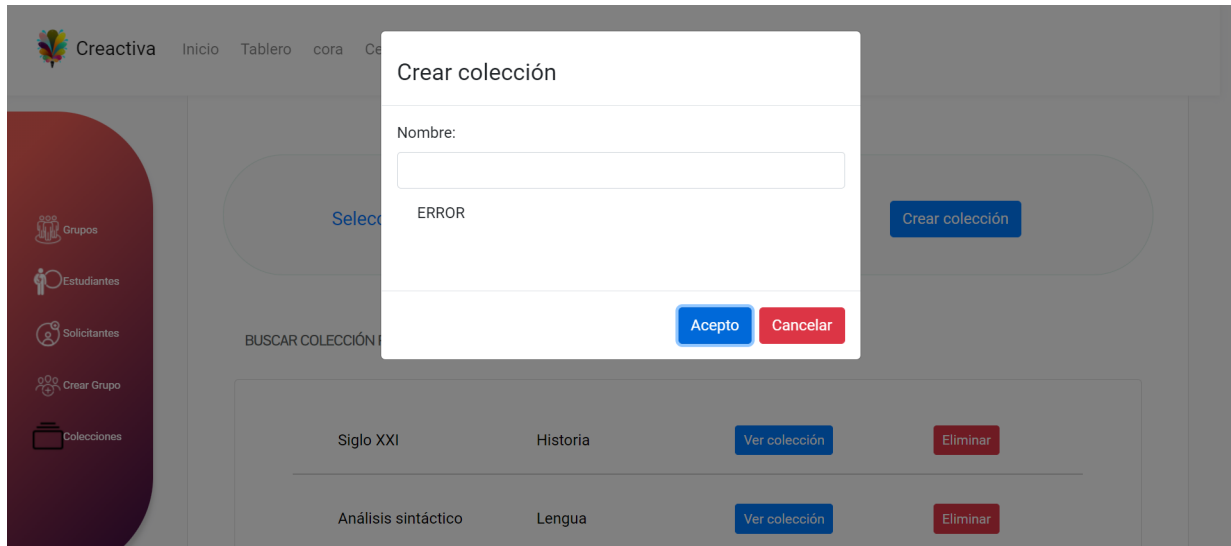 Creactiva Inicio Tablero cora Ce
Crear colección
Nombre:
ERROR
Acepto Cancelar
Selecc
Crear colección
Grupos
Estudiantes
Solicitantes
Crear Grupo
Colecciones
BUSCAR COLECCIÓN
Siglo XXI Historia Ver colección Eliminar
Análisis sintáctico Lengua Ver colección Eliminar